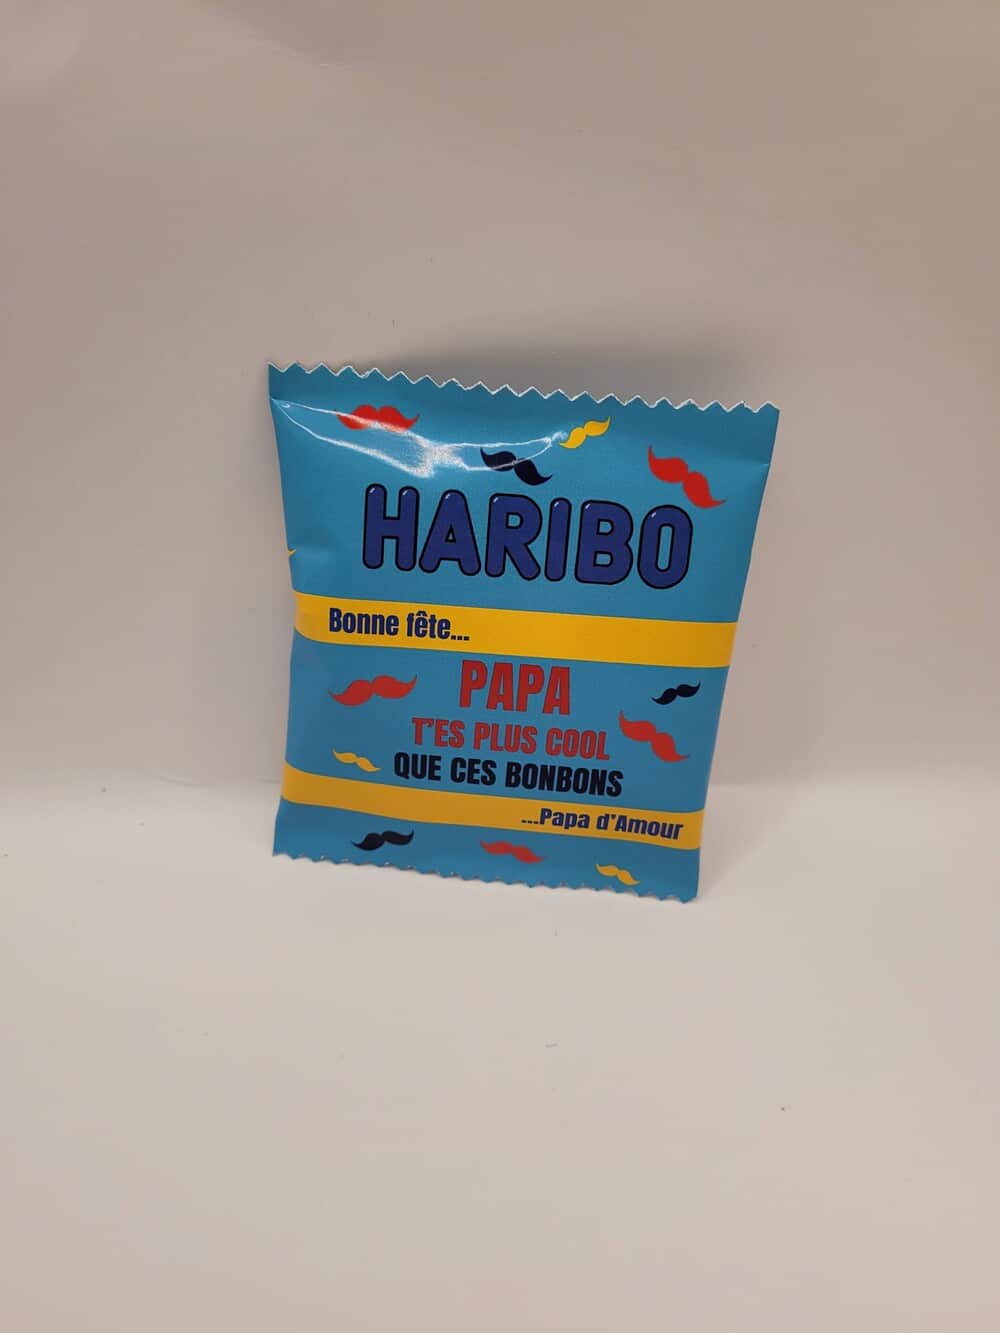 HARIBO
Bonne fête...
PAPA
T'ES PLUS COOL
QUE CES BONBONS
...Papa d'Amour